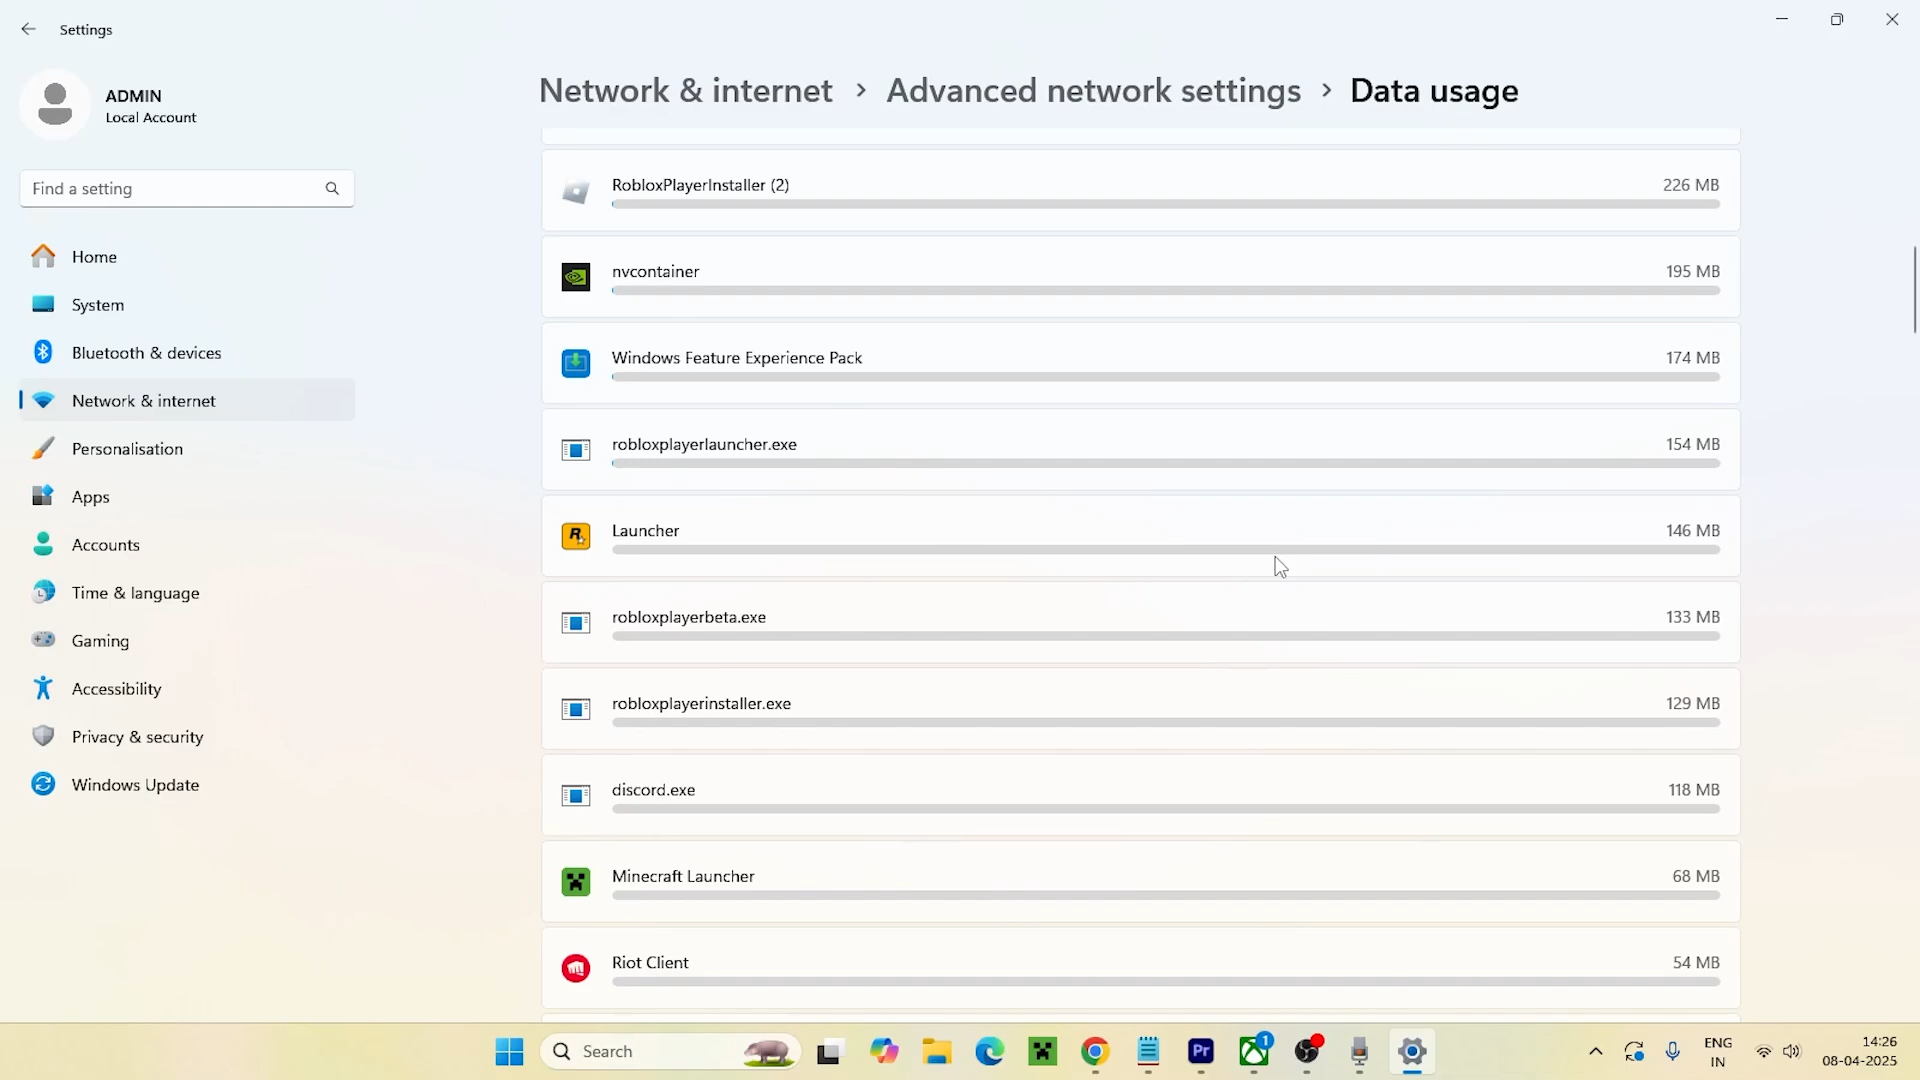 Settings
ADMIN
Local Account
Find a setting
Home
System
Bluetooth & devices
Network & internet
Personalisation
Apps
Accounts
Time & language
Gaming
Accessibility
Privacy & security
Windows Update
Network & internet > Advanced network settings > Data usage
RobloxPlayerInstaller (2) 226 MB
nvcontainer 195 MB
Windows Feature Experience Pack 174 MB
robloxplayerlauncher.exe 154 MB
Launcher 146 MB
robloxplayerbeta.exe 133 MB
robloxplayerinstaller.exe 129 MB
discord.exe 118 MB
Minecraft Launcher 68 MB
Riot Client 54 MB
Search
Pr
1
ENG
IN
14:26
08-04-2025